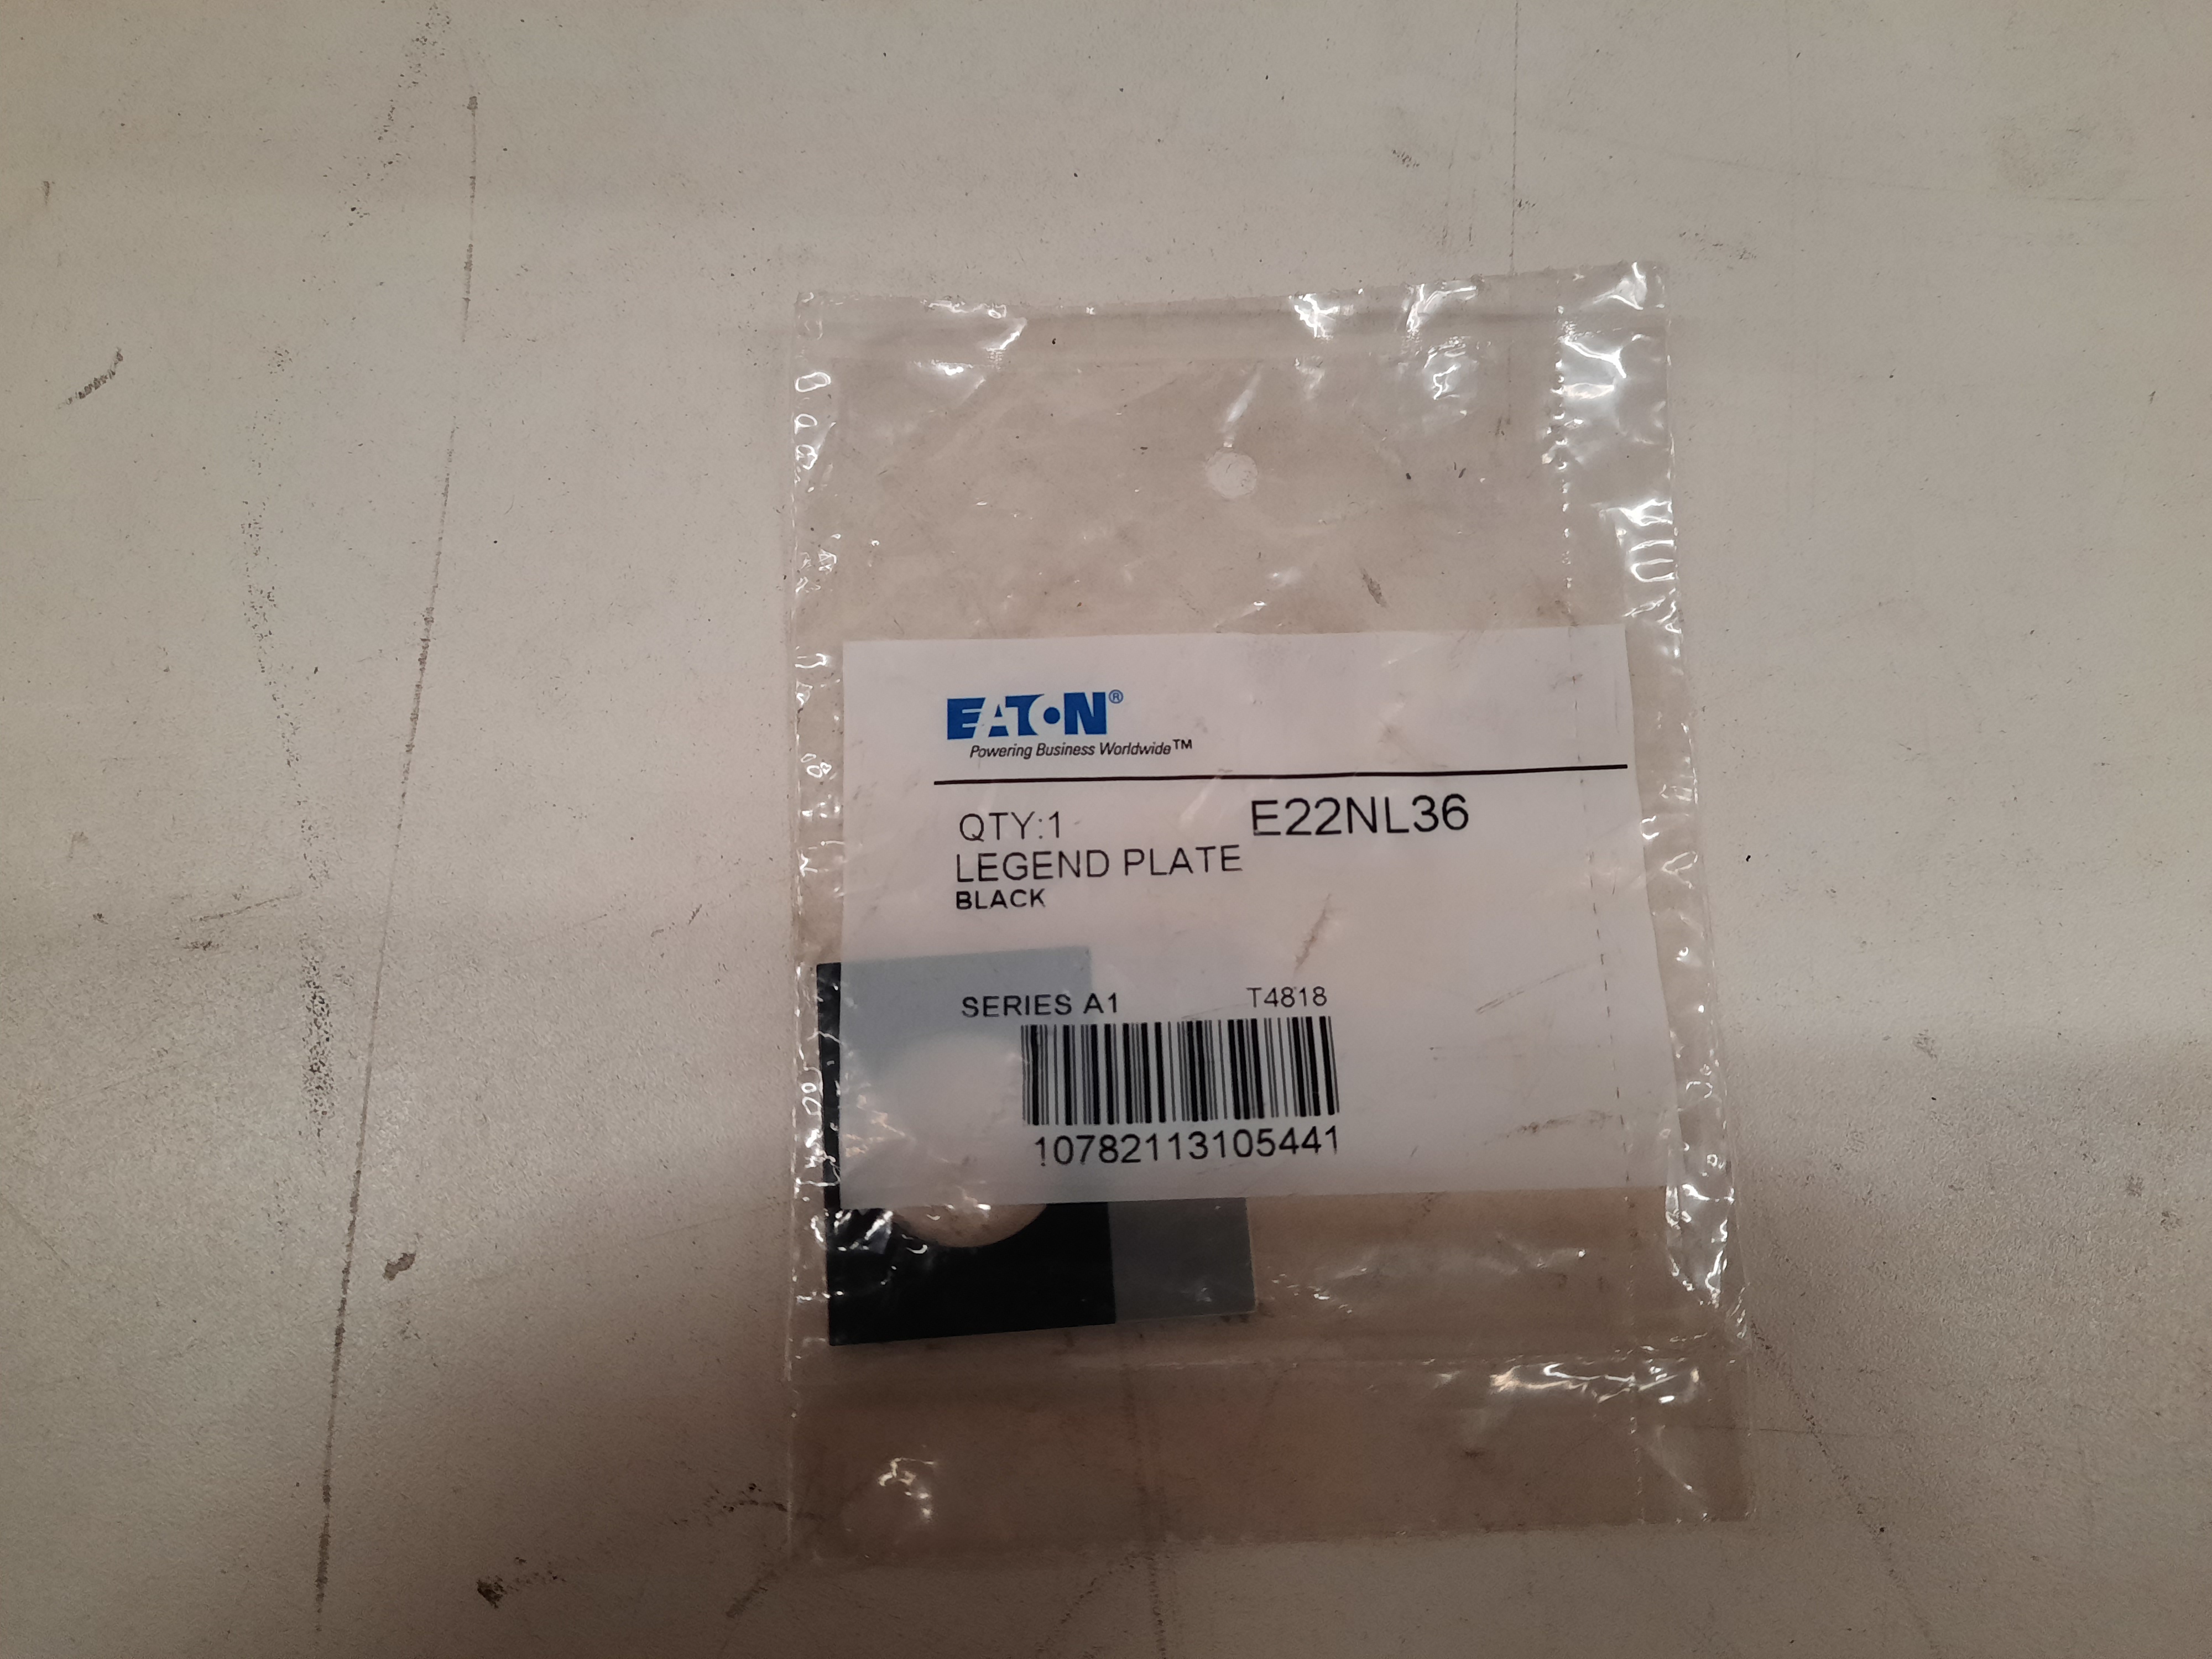 EATON®
Powering Business Worldwide™
QTY:1 E22NL36
LEGEND PLATE
BLACK
SERIES A1 T4818
10782113105441